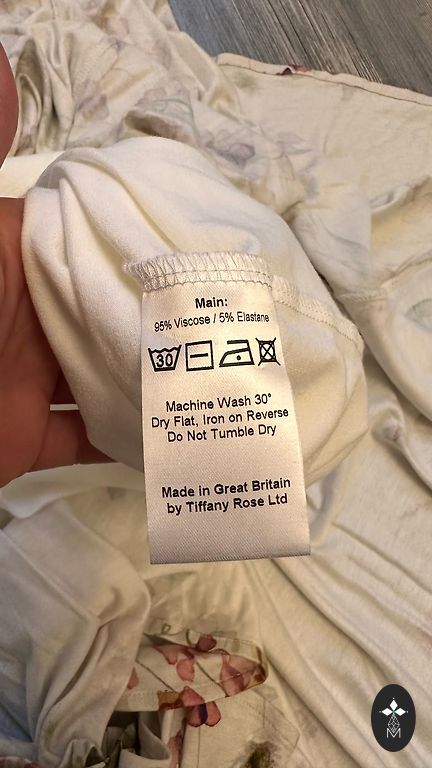 Main:
95% Viscose / 5% Elastane
30
Machine Wash 30°
Dry Flat, Iron on Reverse
Do Not Tumble Dry
Made in Great Britain
by Tiffany Rose Ltd
M